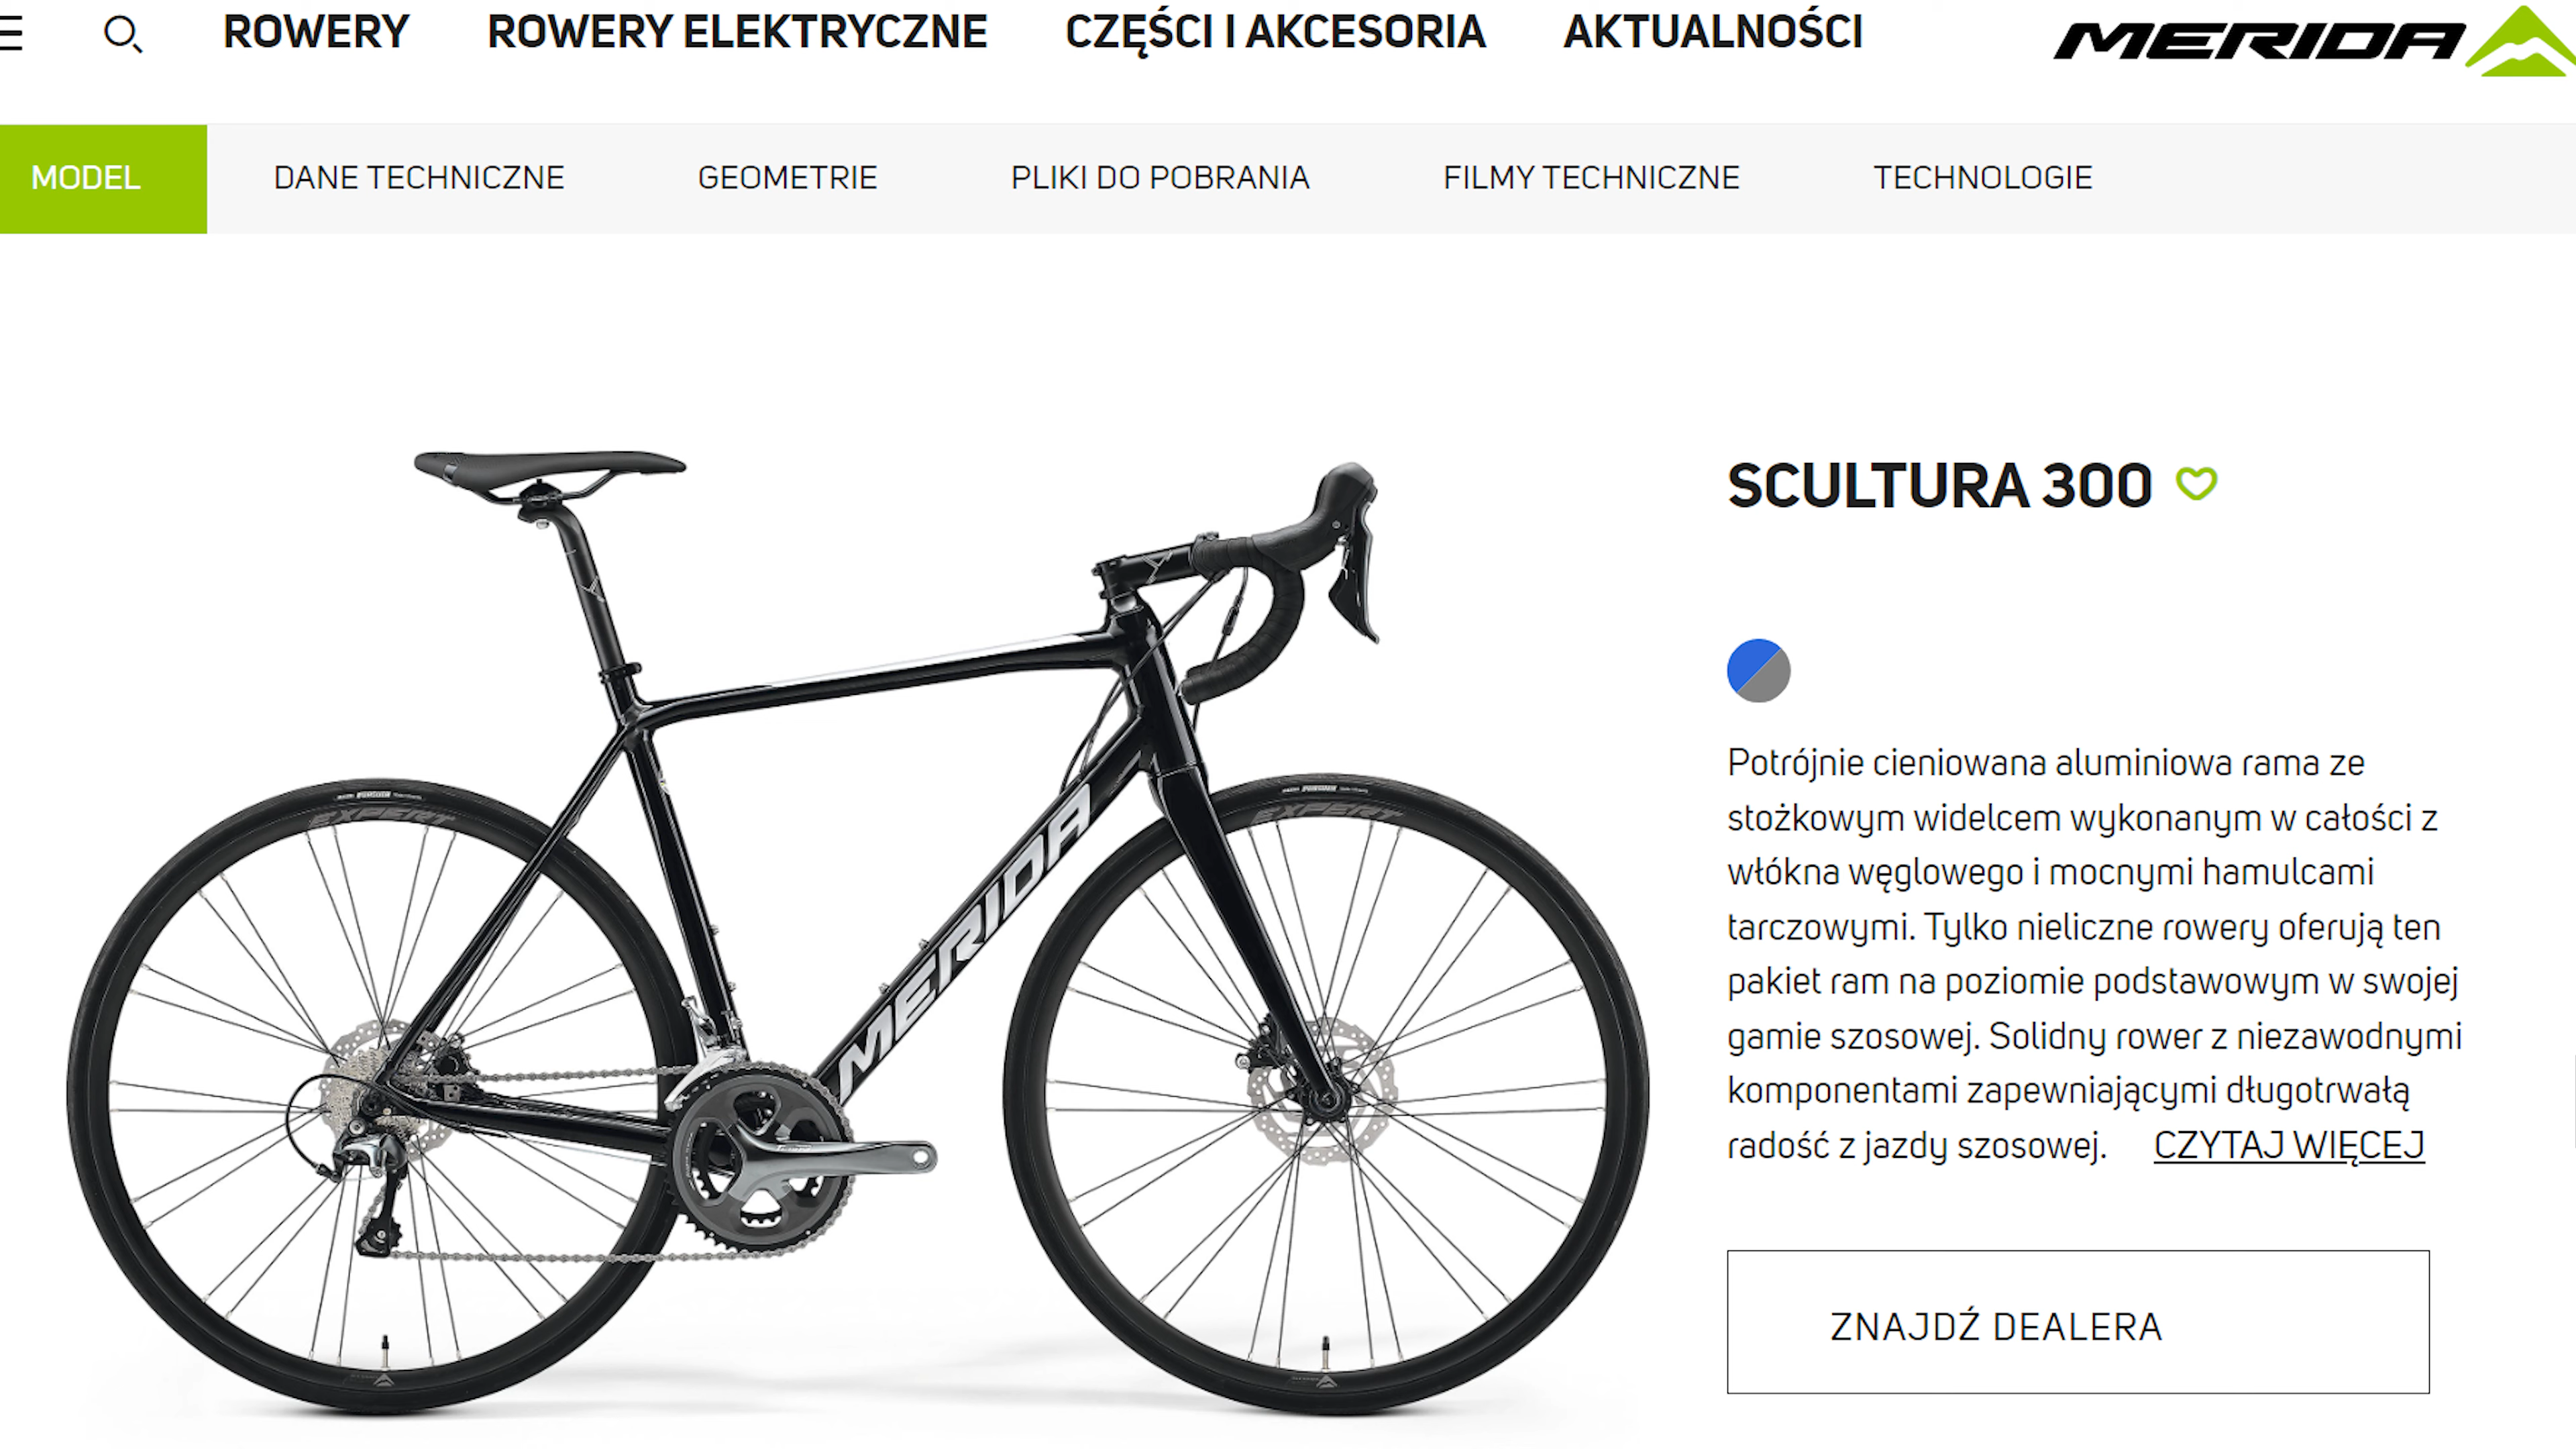 ROWERY ROWERY ELEKTRYCZNE CZĘŚCI I AKCESORIA AKTUALNOŚCI MERIDA
MODEL DANE TECHNICZNE GEOMETRIE PLIKI DO POBRANIA FILMY TECHNICZNE TECHNOLOGIE
SCULTURA 300
Potrójnie cieniowana aluminiowa rama ze
stożkowym widelcem wykonanym w całości z
włókna węglowego i mocnymi hamulcami
tarczowymi. Tylko nieliczne rowery oferują ten
pakiet ram na poziomie podstawowym w swojej
gamie szosowej. Solidny rower z niezawodnymi
komponentami zapewniającymi długotrwałą
radość z jazdy szosowej. CZYTAJ WIĘCEJ
ZNAJDŹ DEALERA
EXPERT
EXPERT
MERIDA